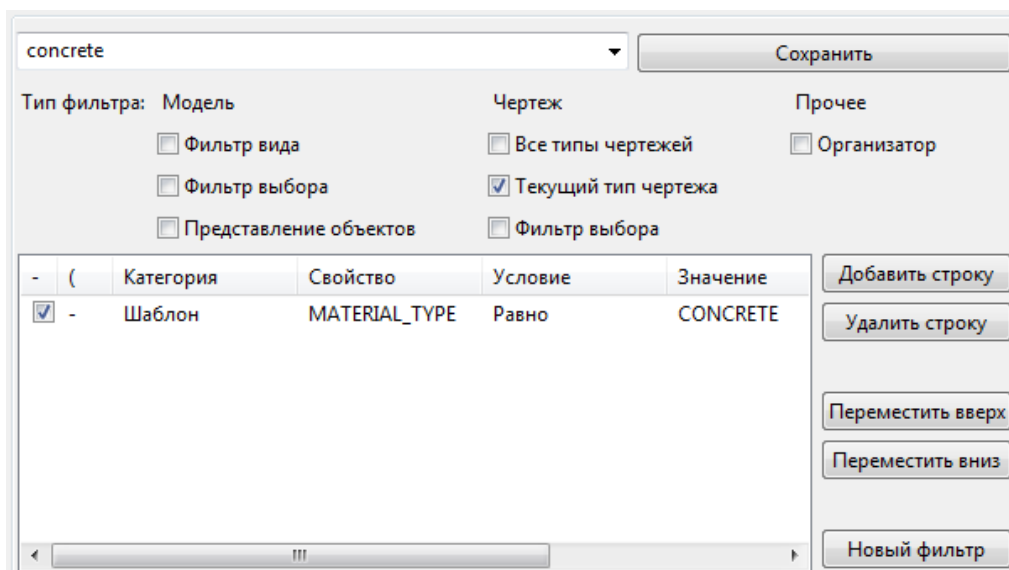 concrete Сохранить
Тип фильтра: Модель Чертеж Прочее
Фильтр вида Все типы чертежей Организатор
Фильтр выбора Текущий тип чертежа
Представление объектов Фильтр выбора
- ( Категория Свойство Условие Значение Добавить строку
- Шаблон MATERIAL_TYPE Равно CONCRETE
Удалить строку
Переместить вверх
Переместить вниз
Новый фильтр